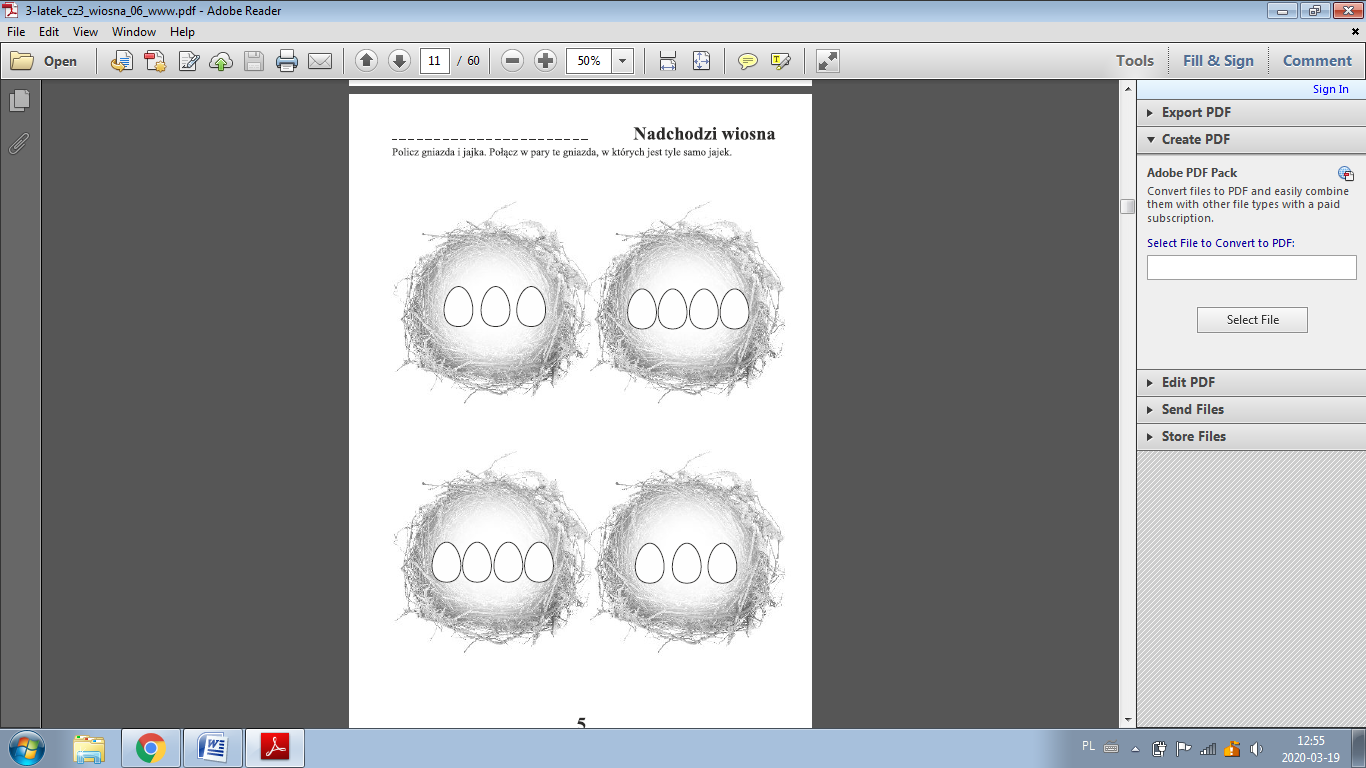 3-latek_cz3_wiosna_06_www.pdf - Adobe Reader
File Edit View Window Help
Open 11 / 60 50% Tools Fill & Sign Comment
Sign In
Export PDF
Create PDF
Adobe PDF Pack
Convert files to PDF and easily combine
them with other file types with a paid
subscription.
Select File to Convert to PDF:
Select File
Edit PDF
Send Files
Store Files
Nadchodzi wiosna
Policz gniazda i jajka. Połącz w pary te gniazda, w których jest tyle samo jajek.
5
PL 12:55
2020-03-19